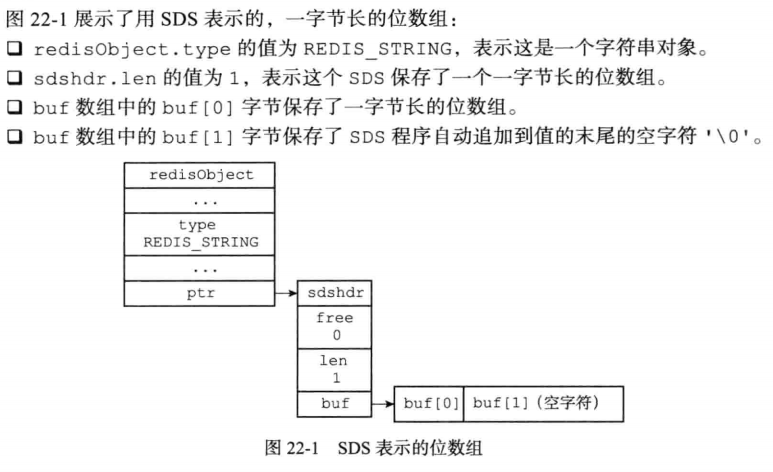 图 22-1 展示了用 SDS 表示的，一字节长的位数组：
❑ redisObject.type 的值为 REDIS_STRING，表示这是一个字符串对象。
❑ sdshdr.len 的值为 1，表示这个 SDS 保存了一个一字节长的位数组。
❑ buf 数组中的 buf[0] 字节保存了一字节长的位数组。
❑ buf 数组中的 buf[1] 字节保存了 SDS 程序自动追加到值的末尾的空字符 '\0'。
redisObject
...
type
REDIS_STRING
...
ptr
sdshdr
free
0
len
1
buf
buf[0]
buf[1] (空字符)
图 22-1 SDS 表示的位数组